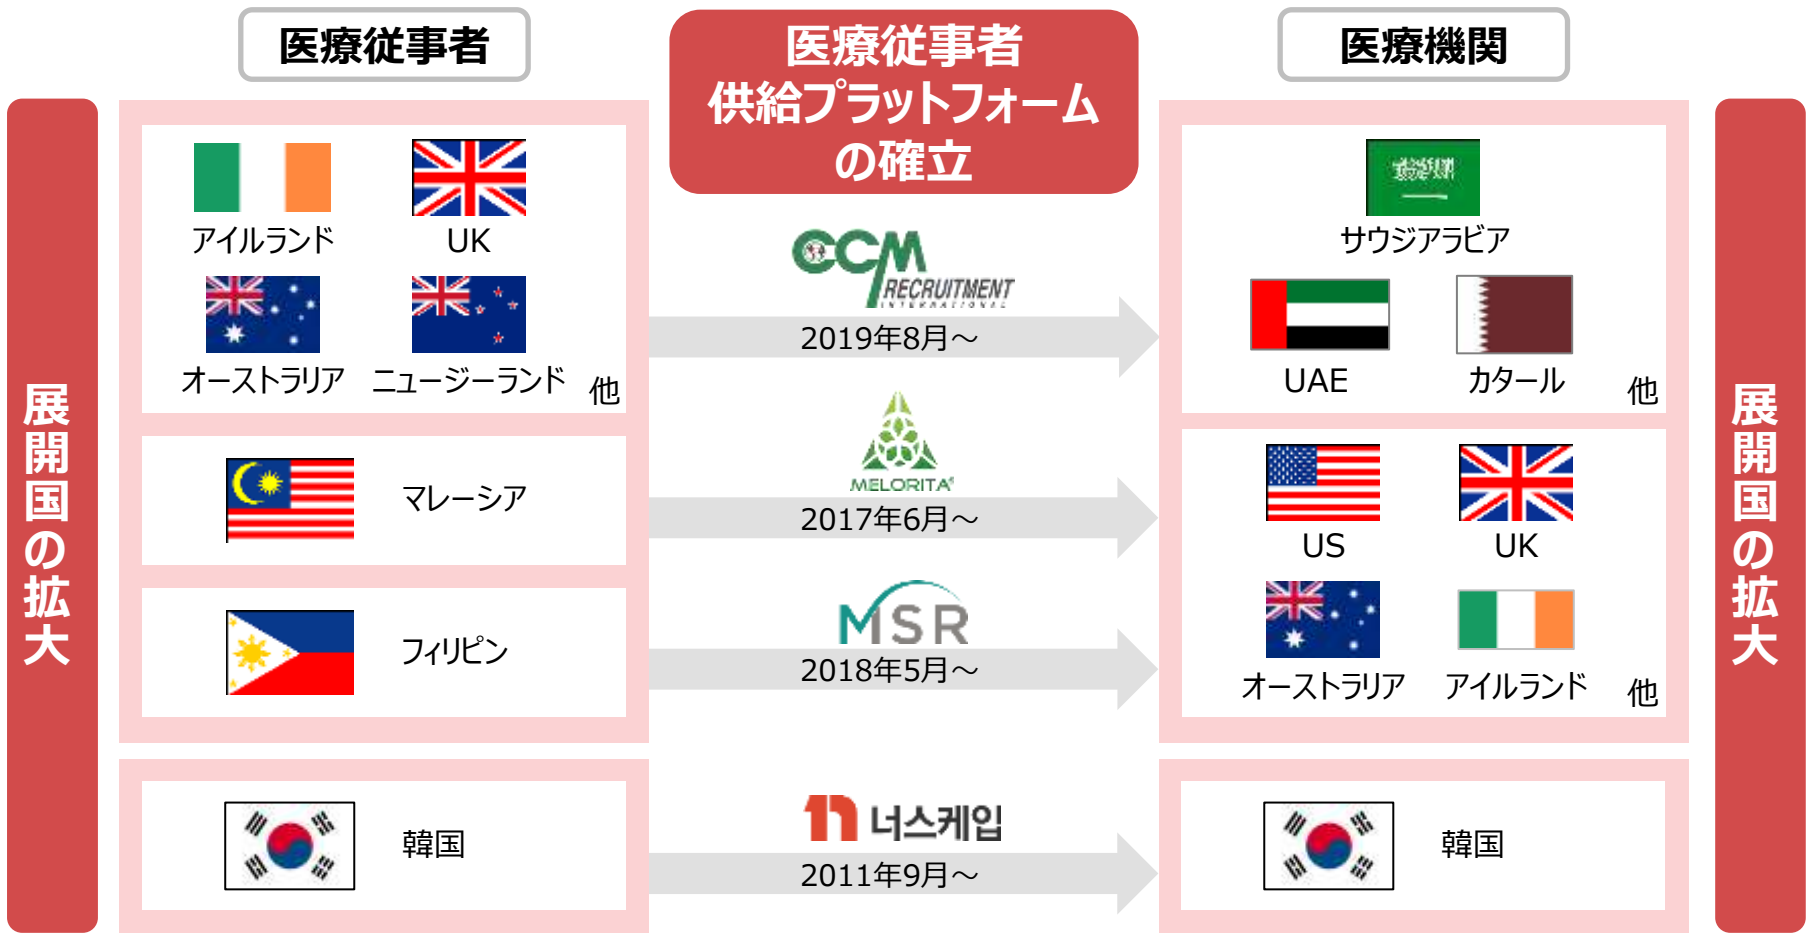 医療従事者
医療従事者
供給プラットフォーム
の確立
医療機関
展開国の拡大
アイルランド
UK
オーストラリア
ニュージーランド
他
マレーシア
フィリピン
韓国
CCM
RECRUITMENT
INTERNATIONAL
2019年8月～
MELORITA®
2017年6月～
MSR
2018年5月～
너스케입
2011年9月～
サウジアラビア
UAE
カタール
他
US
UK
オーストラリア
アイルランド
他
韓国
展開国の拡大